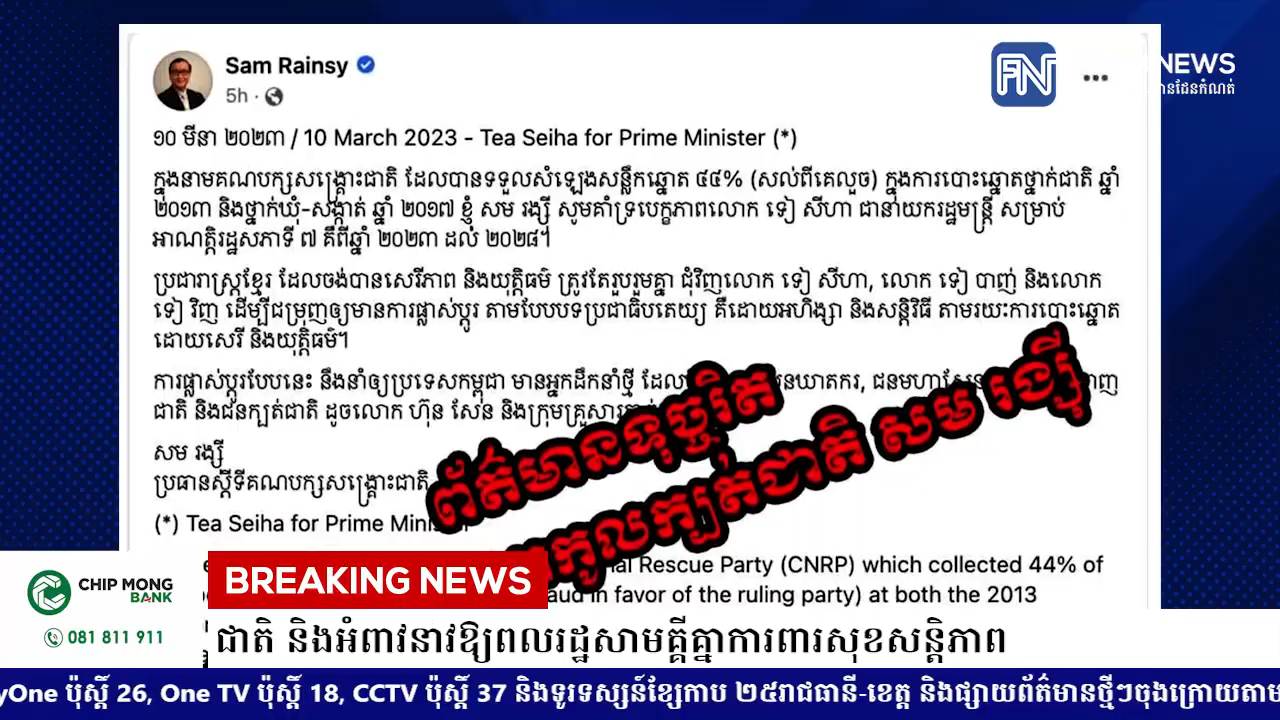 Sam Rainsy
5h ·
NEWS
១០ មីនា ២០២៣ / 10 March 2023 - Tea Seiha for Prime Minister (*)
ក្នុងនាមគណបក្សសង្គ្រោះជាតិ ដែលបានទទួលសំឡេងសន្លឹកឆ្នោត ៤៤% (សល់ពីគេលួច) ក្នុងការបោះឆ្នោតថ្នាក់ជាតិ ឆ្នាំ
២០១៣ និងថ្នាក់ឃុំ-សង្កាត់ ឆ្នាំ ២០១៧ ខ្ញុំ សម រង្ស៊ី សូមគាំទ្របេក្ខភាពលោក ទៀ សីហា ជានាយករដ្ឋមន្ត្រី សម្រាប់
អាណត្តិរដ្ឋសភាទី ៧ គឺពីឆ្នាំ ២០២៣ ដល់ ២០២៨។
ប្រជារាស្ត្រខ្មែរ ដែលចង់បានសេរីភាព និងយុត្តិធម៌ ត្រូវតែរួបរួមគ្នា ជុំវិញលោក ទៀ សីហា, លោក ទៀ បាញ់ និងលោក
ទៀ វិញ ដើម្បីជម្រុញឲ្យមានការផ្លាស់ប្តូរ តាមបែបបទប្រជាធិបតេយ្យ គឺដោយអហិង្សា និងសន្តិវិធី តាមរយៈការបោះឆ្នោត
ដោយសេរី និងយុត្តិធម៌។
ការផ្លាស់ប្តូរបែបនេះ នឹងនាំឲ្យប្រទេសកម្ពុជា មានអ្នកដឹកនាំថ្មី ដែល ឃាតករ, ជនមហា
ជាតិ និងជនក្បត់ជាតិ ដូចលោក ហ៊ុន សែន និងក្រុមគ្រួសារ
សម រង្ស៊ី
ប្រធានស្តីទីគណបក្សសង្គ្រោះជាតិ
(*) Tea Seiha for Prime
ព័ត៌មានទុច្ចរិត
ក្បត់ជាតិ សម រង្ស៊ី
Rescue Party (CNRP) which collected 44% of
in favor of the ruling party) at both the 2013
CHIP MONG
BANK
081 811 911
BREAKING NEWS
ជាតិ និងអំពាវនាវឱ្យពលរដ្ឋសាមគ្គីគ្នាការពារសុខសន្តិភាព
yOne ប៉ុស្តិ៍ 26, One TV ប៉ុស្តិ៍ 18, CCTV ប៉ុស្តិ៍ 37 និងទូរទស្សន៍ខ្សែកាប ២៥រាជធានី-ខេត្ត និងផ្សាយព័ត៌មានថ្មីៗចុងក្រោយតាម